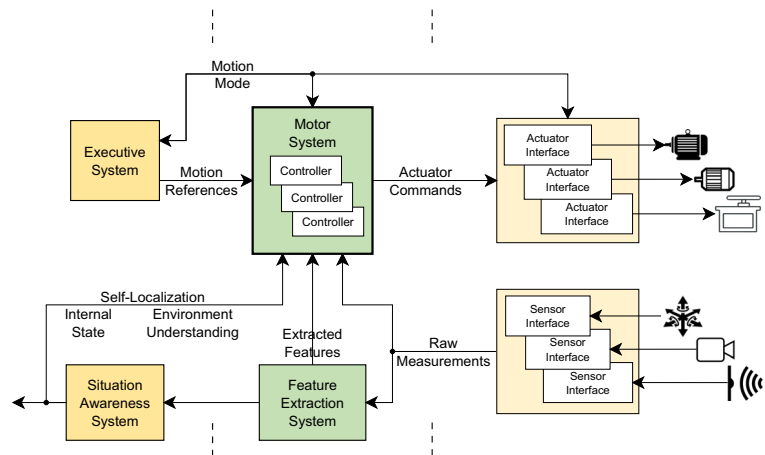 Motion
Mode
Executive
System
Motion
References
Motor
System
Controller
Controller
Controller
Actuator
Commands
Actuator
Interface
Actuator
Interface
Actuator
Interface
Self-Localization
Internal
State
Environment
Understanding
Extracted
Features
Raw
Measurements
Sensor
Interface
Sensor
Interface
Sensor
Interface
Situation
Awareness
System
Feature
Extraction
System